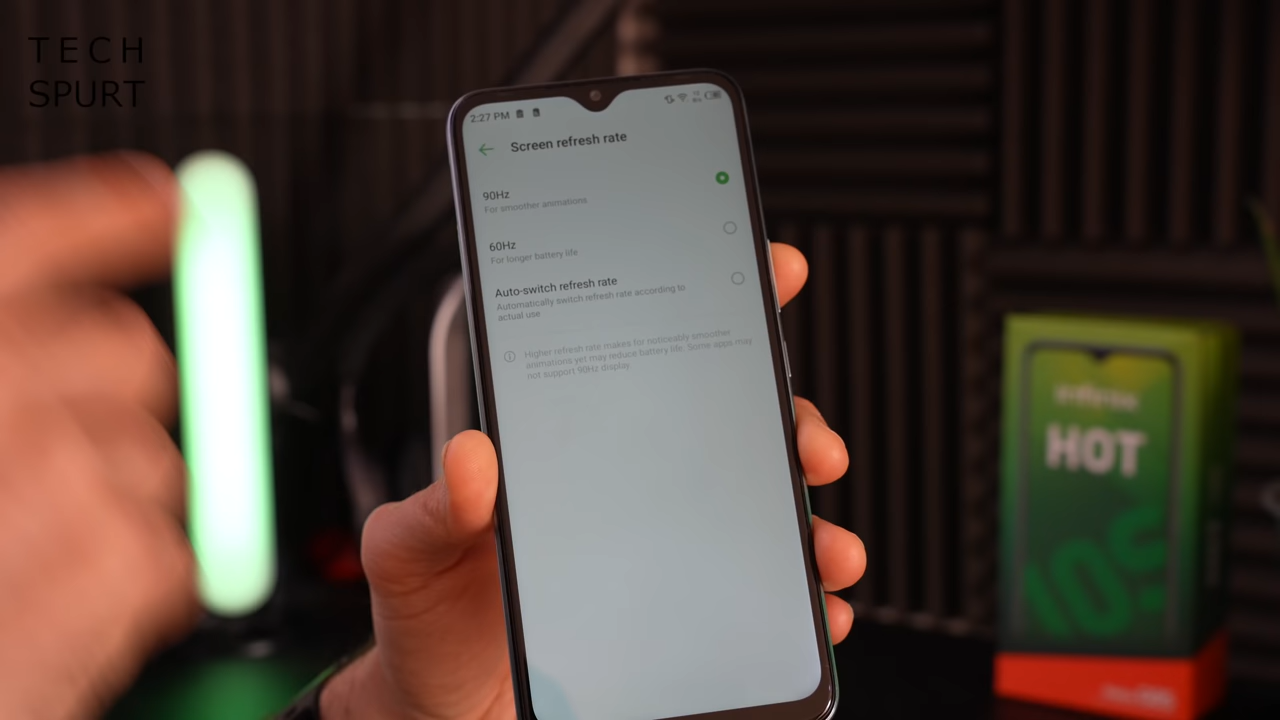 TECH
SPURT
2:27 PM
Screen refresh rate
90Hz
For smoother animations
60Hz
For longer battery life
Auto-switch refresh rate
Automatically switch refresh rate according to
actual use
Higher refresh rate makes for noticeably smoother
animations yet may reduce battery life. Some apps may
not support 90Hz display.
Infinix
HOT
10S